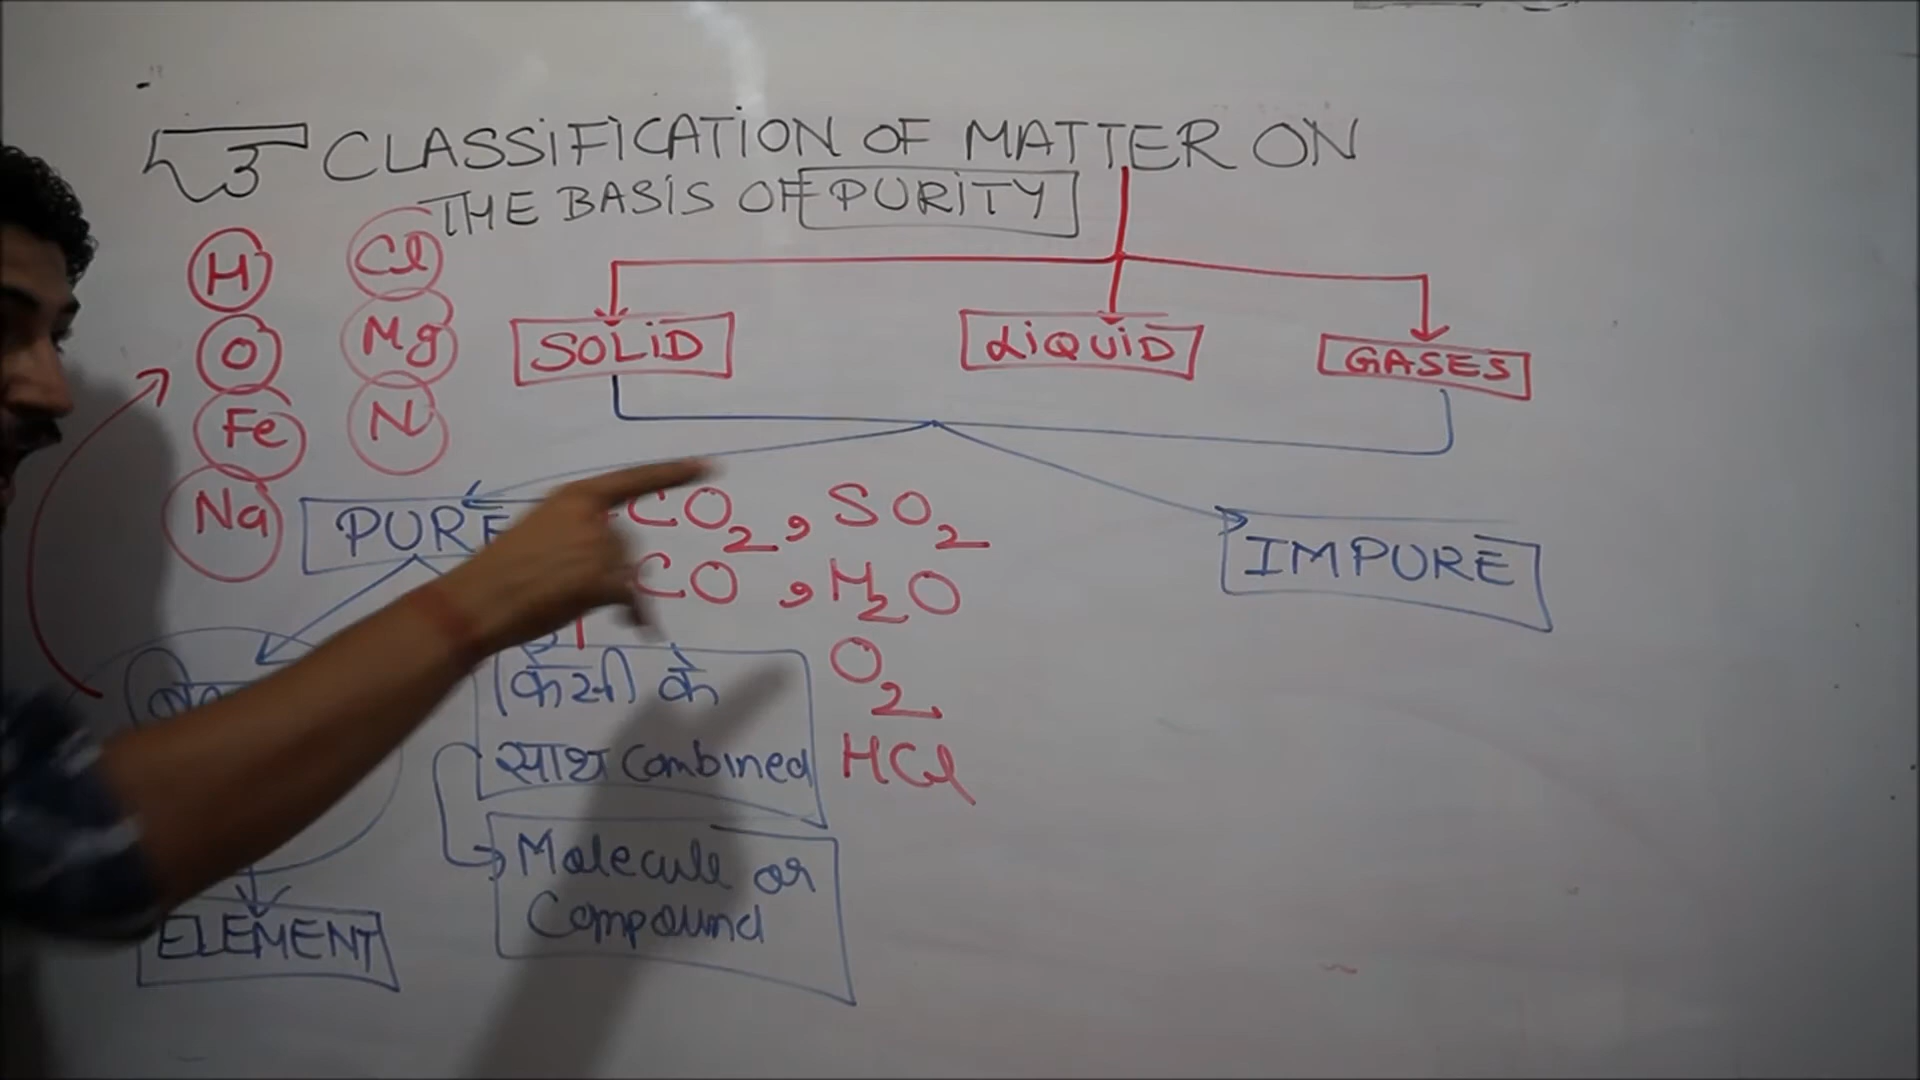 3 CLASSIFICATION OF MATTER ON
THE BASIS OF PURITY
H Cl
O Mg
Fe N
Na
SOLID LIQUID GASES
PURE IMPURE
CO2, SO2
CO, H2O
O2
HCl
किसी के
साथ Combined
Molecule or
Compound
ELEMENT